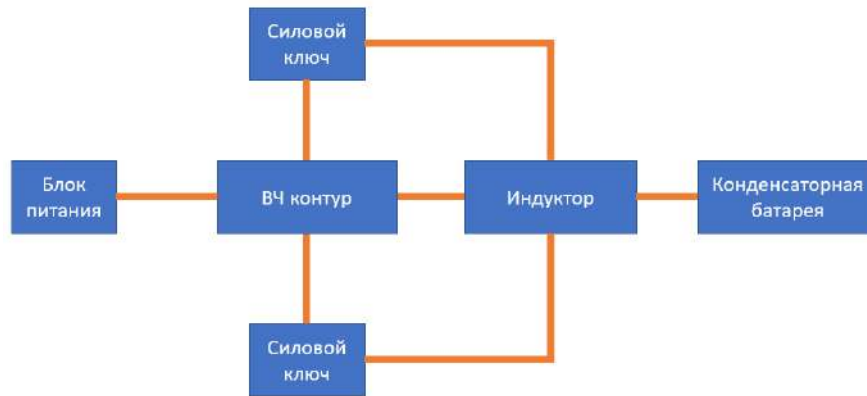 Силовой
ключ
Блок
питания
ВЧ контур
Индуктор
Конденсаторная
батарея
Силовой
ключ